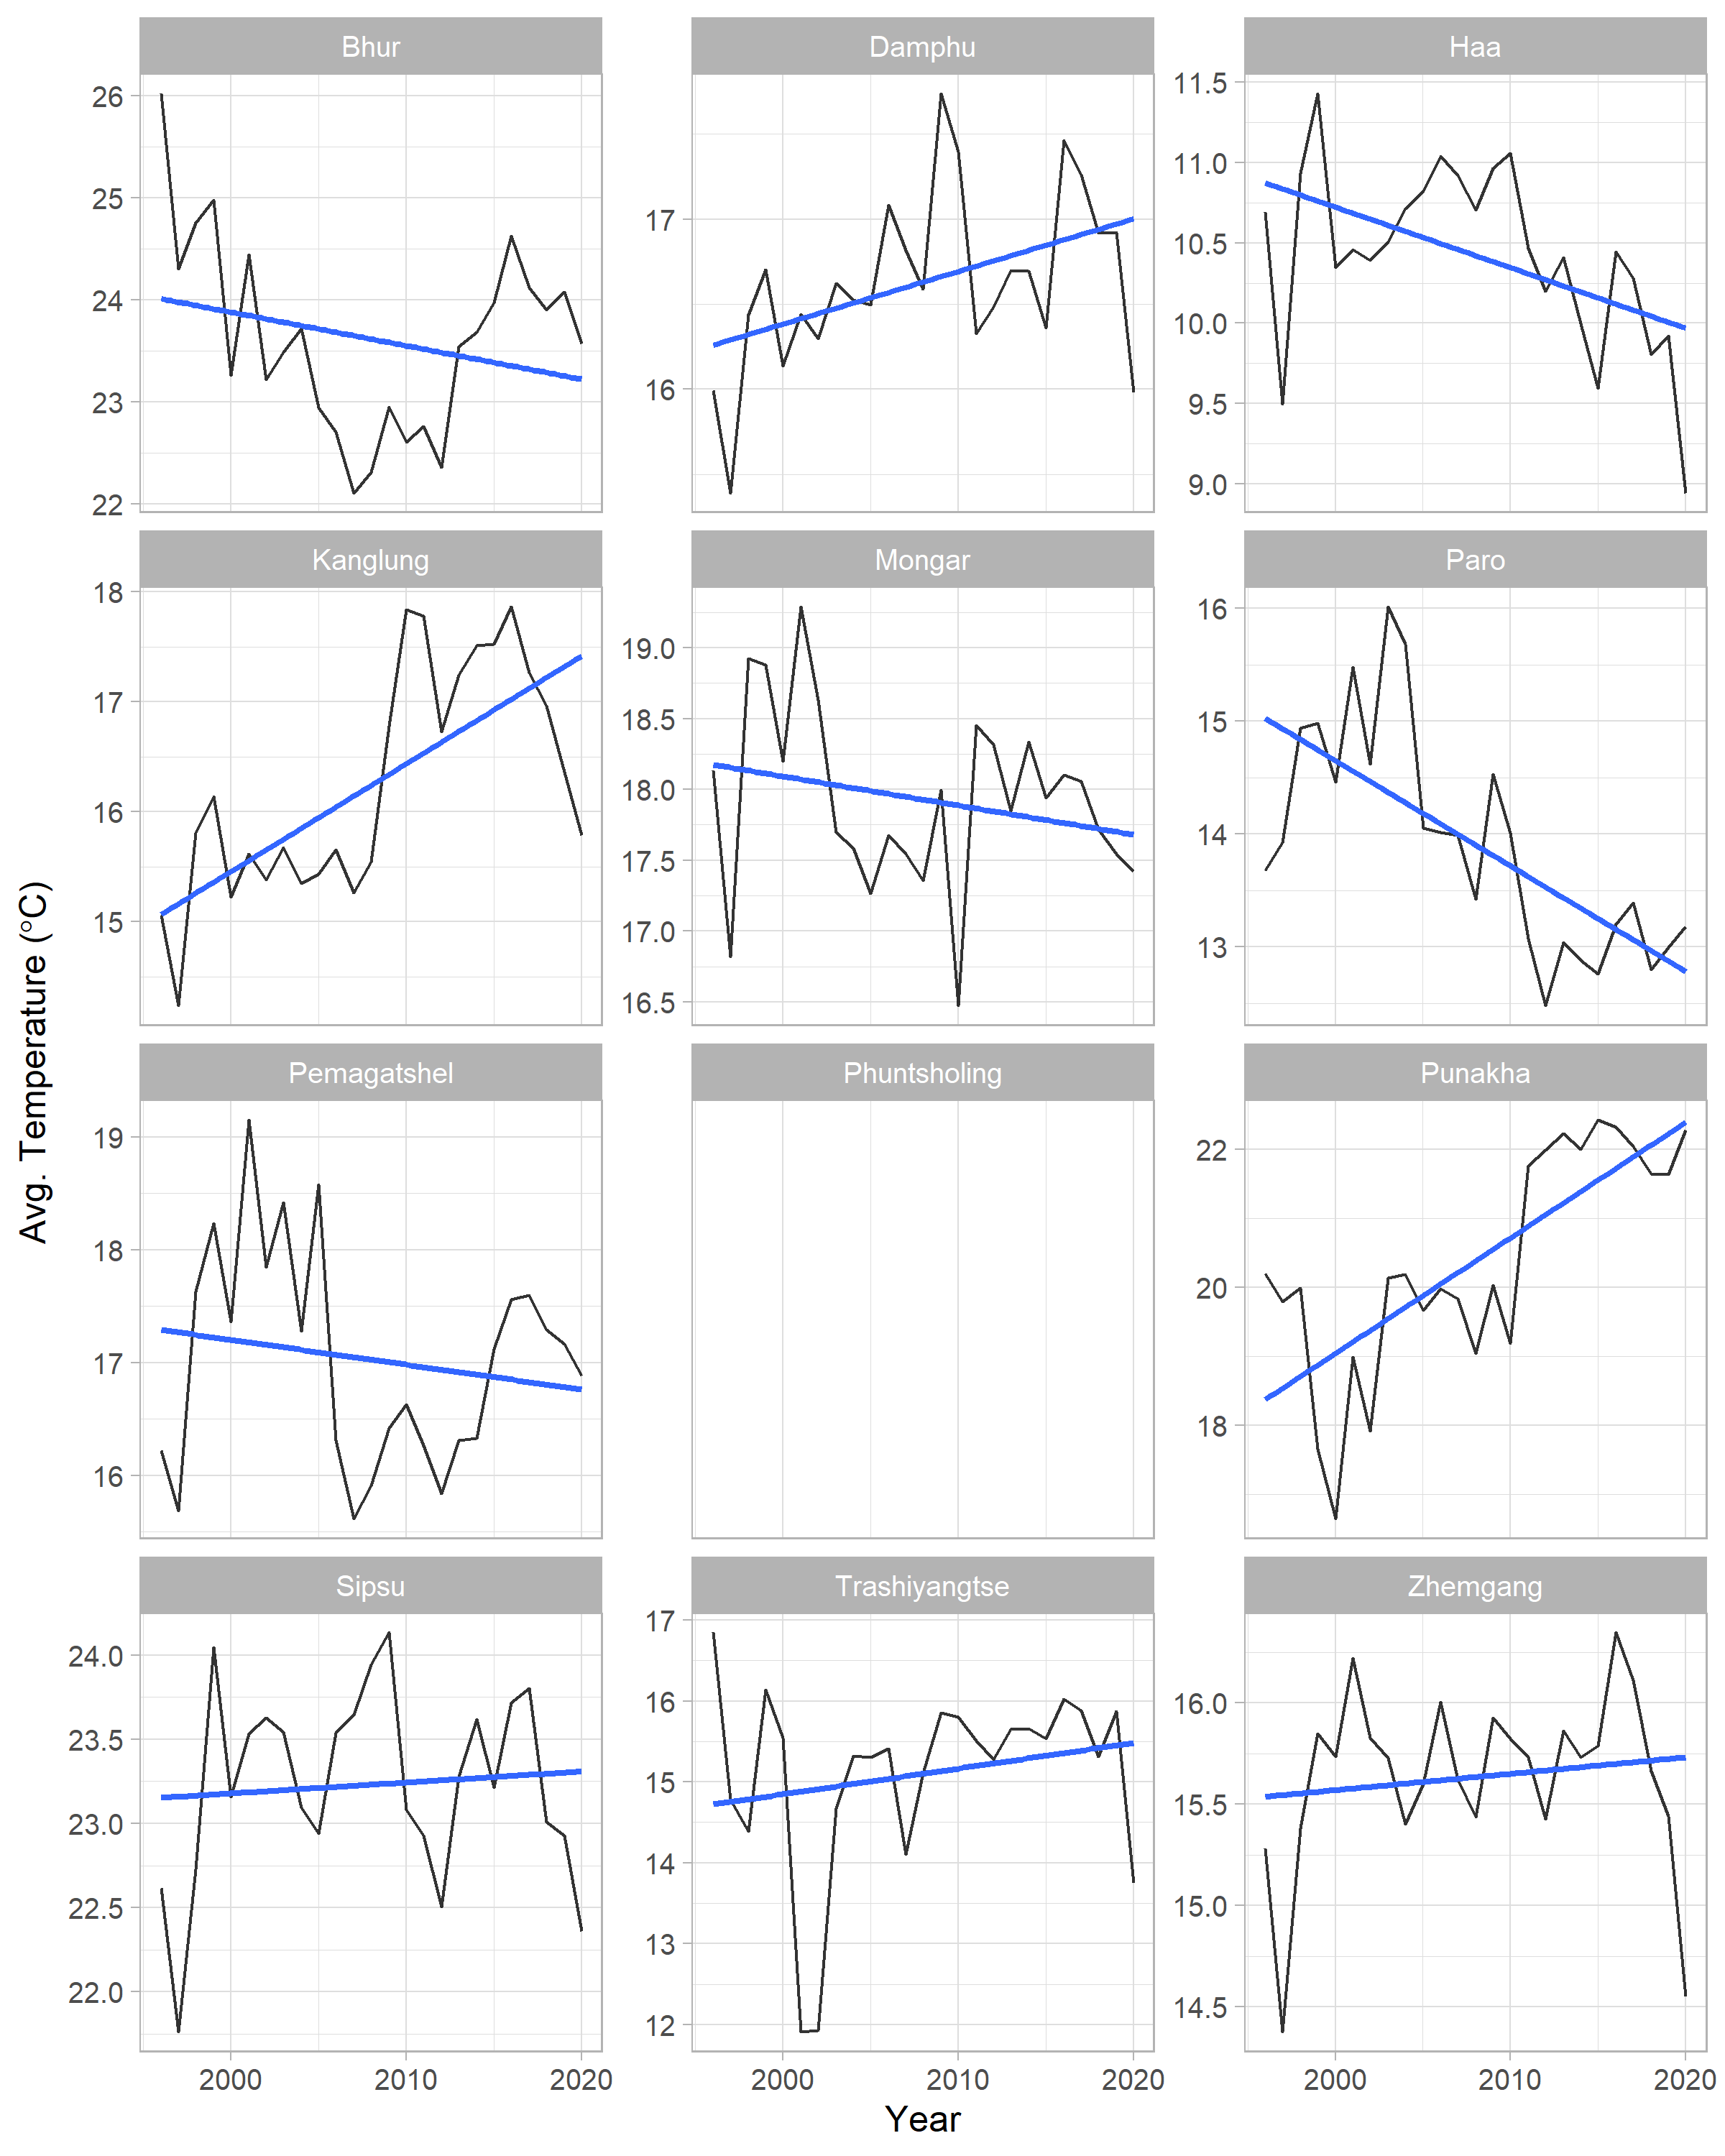 Bhur
Damphu
Haa
26
25
24
23
22
17
16
11.5
11.0
10.5
10.0
9.5
9.0
Kanglung
Mongar
Paro
18
17
16
15
19.0
18.5
18.0
17.5
17.0
16.5
16
15
14
13
Pemagatshel
Phuntsholing
Punakha
19
18
17
16
22
20
18
Sipsu
Trashiyangtse
Zhemgang
24.0
23.5
23.0
22.5
22.0
17
16
15
14
13
12
16.0
15.5
15.0
14.5
2000 2010 2020
2000 2010 2020
2000 2010 2020
Year
Avg. Temperature (°C)